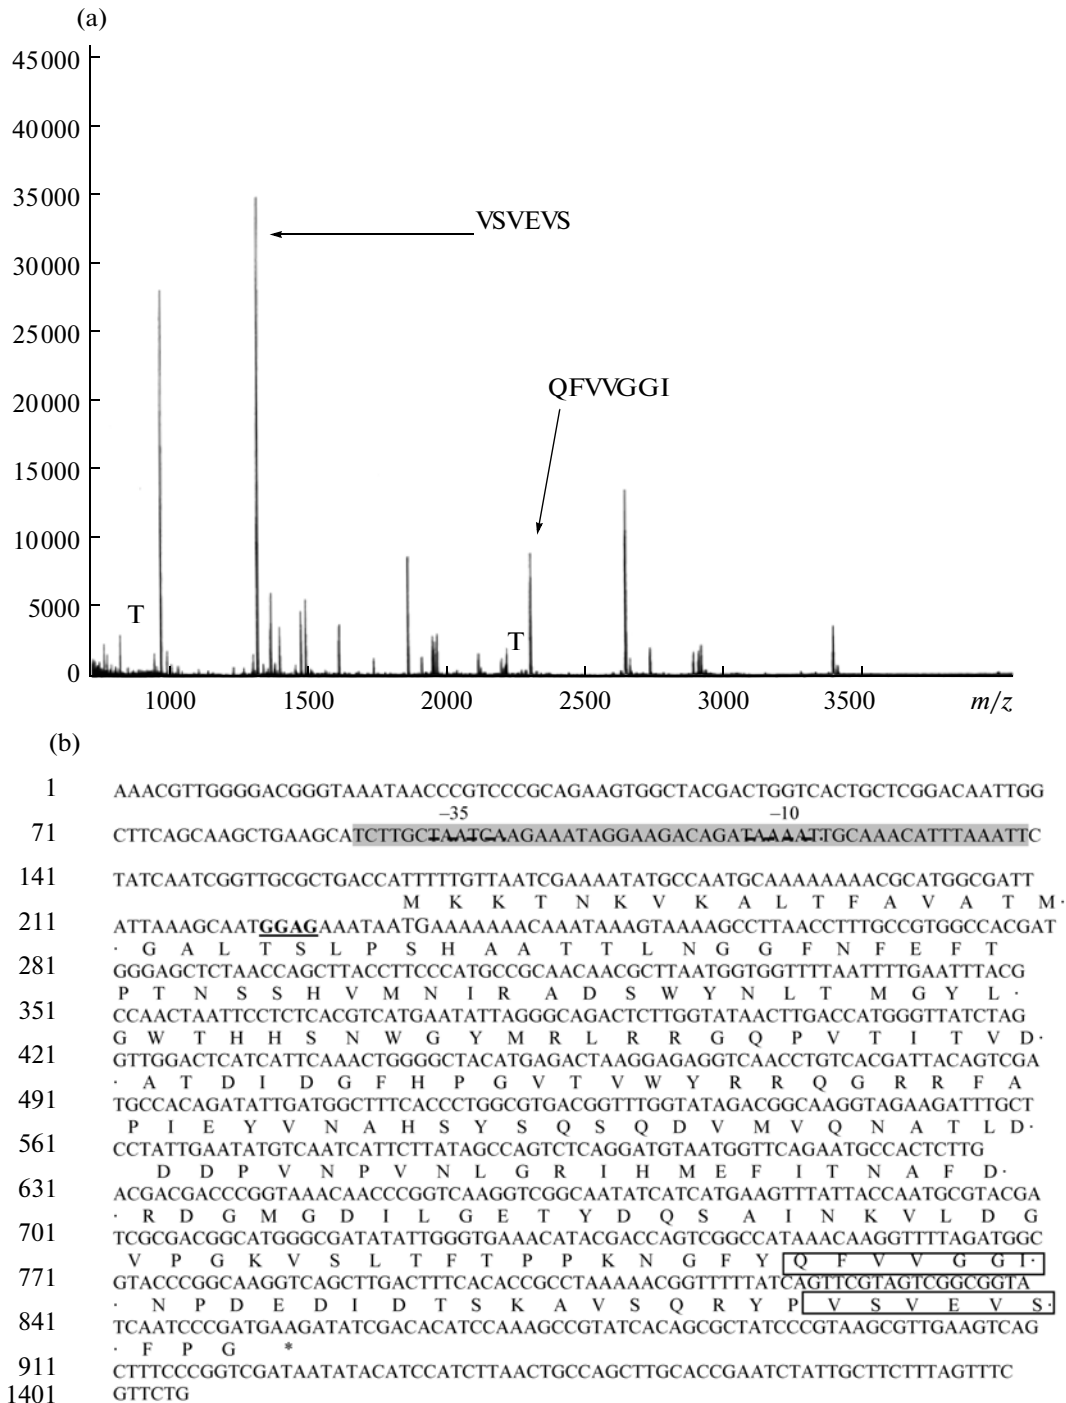 (a)
45000
40000
35000
30000
25000
20000
15000
10000
5000
0
VSVEVS
QFVVGGI
T
T
1000 1500 2000 2500 3000 3500 m/z
(b)
1 AAACGTTGGGGACGGGTAAATAACCCGTCCCGCAGAAGTGGCTACGACTGGTCACTGCTCGGACAATTGG
–35 –10
71 CTTCAGCAAGCTGAAGCATCTTGCTAATGAAGAAATAGGAAGACAGATAAAATTGCAAACATTTAAATTC
141 TATCAATCGGTTGCGCTGACCATTTTTGTTAATCGAAAATATGCCAATGCAAAAAAAACGCATGGCGATT
M K K T N K V K A L T F A V A T M·
211 ATTAAAGCAATGGAGAAATAATGAAAAAAACAAATAAAGTAAAAGCCTTAACCTTTGCCGTGGCCACGAT
· G A L T S L P S H A A T T L N G G F N F E F T
281 GGGAGCTCTAACCAGCTTACCTTCCCATGCCGCAACAACGCTTAATGGTGGTTTTAATTTTGAATTTACG
P T N S S H V M N I R A D S W Y N L T M G Y L·
351 CCAACTAATTCCTCTCACGTCATGAATATTAGGGCAGACTCTTGGTATAACTTGACCATGGGTTATCTAG
G W T H H S N W G Y M R L R R G Q P V T I T V D·
421 GTTGGACTCATCATTCAAACTGGGGCTACATGAGACTAAGGAGAGGTCAACCTGTCACGATTACAGTCGA
· A T D I D G F H P G V T V W Y R R Q G R R F A
491 TGCCACAGATATTGATGGCTTTCACCCTGGCGTGACGGTTTGGTATAGACGGCAAGGTAGAAGATTTGCT
P I E Y V N A H S Y S Q S Q D V M V Q N A T L D·
561 CCTATTGAATATGTCAATCATTCTTATAGCCAGTCTCAGGATGTAATGGTTCAGAATGCCACTCTTG
D D P V N P V N L G R I H M E F I T N A F D·
631 ACGACGACCCGGTAAACAACCCGGTCAAGGTCGGCAATATCATCATGAAGTTTATTACCAATGCGTACGA
· R D G M G D I L G E T Y D Q S A I N K V L D G
701 TCGCGACGGCATGGGCGATATATTGGGTGAAACATACGACCAGTCGGCCATAAACAAGGTTTTAGATGGC
V P G K V S L T F T P P K N G F Y Q F V V G G I·
771 GTACCCGGCAAGGTCAGCTTGACTTTCACACCGCCTAAAAACGGTTTTTATCAGTTCGTAGTCGGCGGTA
· N P D E D I D T S K A V S Q R Y P V S V E V S·
841 TCAATCCCGATGAAGATATCGACACATCCAAAGCCGTATCACAGCGCTATCCCGTAAGCGTTGAAGTCAG
· F P G *
911 CTTTCCCGGTCGATAATATACATCCATCTTAACTGCCAGCTTGCACCGAATCTATTGCTTCTTTAGTTTC
1401 GTTCTG